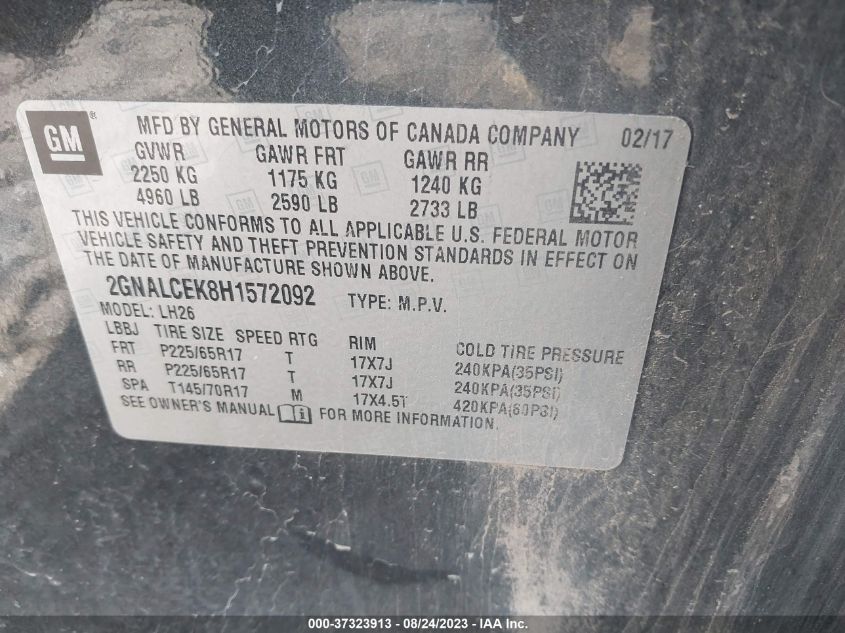 GM ® MFD BY GENERAL MOTORS OF CANADA COMPANY 02/17
GVWR GAWR FRT GAWR RR
2250 KG 1175 KG 1240 KG
4960 LB 2590 LB 2733 LB
THIS VEHICLE CONFORMS TO ALL APPLICABLE U.S. FEDERAL MOTOR
VEHICLE SAFETY AND THEFT PREVENTION STANDARDS IN EFFECT ON
THE DATE OF MANUFACTURE SHOWN ABOVE.
2GNALCEK8H1572092 TYPE: M.P.V.
MODEL: LH26
LBBJ TIRE SIZE SPEED RTG RIM COLD TIRE PRESSURE
FRT P225/65R17 T 17X7J 240KPA(35PSI)
RR P225/65R17 T 17X7J 240KPA(35PSI)
SPA T145/70R17 M 17X4.5T 420KPA(60PSI)
SEE OWNER'S MANUAL FOR MORE INFORMATION.
000-37323913 - 08/24/2023 - IAA Inc.